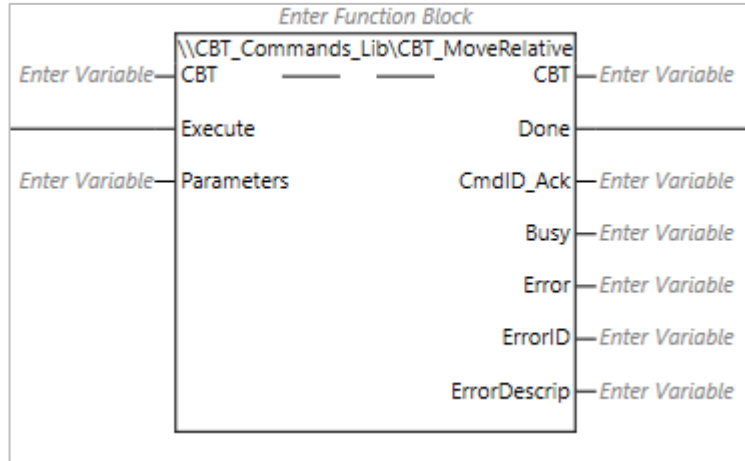 Enter Function Block
\\CBT_Commands_Lib\CBT_MoveRelative
Enter Variable CBT CBT Enter Variable
Execute Done
Enter Variable Parameters CmdID_Ack Enter Variable
Busy Enter Variable
Error Enter Variable
ErrorID Enter Variable
ErrorDescrip Enter Variable